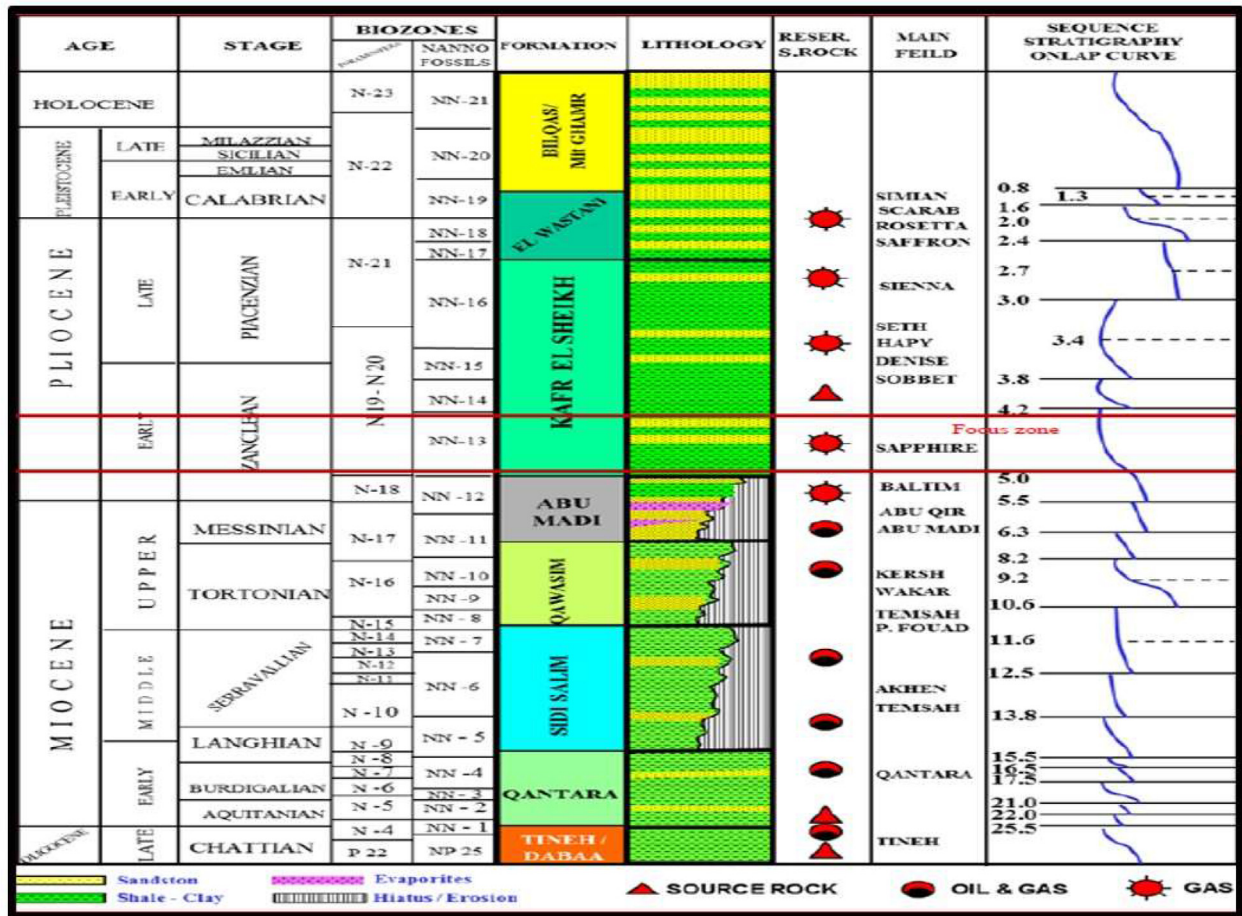 AGE
STAGE
BIOZONES
NANNO
FOSSILS
FORMATION
LITHOLOGY
RESER.
S.ROCK
MAIN
FEILD
SEQUENCE
STRATIGRAPHY
ONLAP CURVE
HOLOCENE
PLEISTOCENE
LATE
EARLY
PLIOCENE
LATE
EARLY
MIOCENE
UPPER
MIDDLE
EARLY
OLIGOCENE
LATE
MILAZZIAN
SICILIAN
EMLIAN
CALABRIAN
PIACENZIAN
ZANCLEAN
MESSINIAN
TORTONIAN
SERRAVALLIAN
LANGHIAN
BURDIGALIAN
AQUITANIAN
CHATTIAN
N-23
N-22
N-21
N19-N20
N-18
N-17
N-16
N-15
N-14
N-13
N-12
N-11
N-10
N-9
N-8
N-7
N-6
N-5
N-4
P 22
NN-21
NN-20
NN-19
NN-18
NN-17
NN-16
NN-15
NN-14
NN-13
NN -12
NN -11
NN -10
NN -9
NN - 8
NN - 7
NN -6
NN - 5
NN -4
NN - 3
NN - 2
NN - 1
NP 25
BILQAS/
Mit GHAMR
EL WASTANI
KAFR EL SHEIKH
ABU
MADI
QAWASIM
SIDI SALIM
QANTARA
TINEH /
DABAA
SIMIAN
SCARAB
ROSETTA
SAFFRON
SIENNA
SETH
HAPY
DENISE
SOBBET
SAPPHIRE
BALTIM
ABU QIR
ABU MADI
KERSH
WAKAR
TEMSAH
P. FOUAD
AKHEN
TEMSAH
QANTARA
TINEH
0.8
1.3
1.6
2.0
2.4
2.7
3.0
3.4
3.8
4.2
Focus zone
5.0
5.5
6.3
8.2
9.2
10.6
11.6
12.5
13.8
15.5
16.5
17.5
21.0
22.0
25.5
Sandston
Evaporites
Shale - Clay
Hiatus / Erosion
SOURCE ROCK
OIL & GAS
GAS